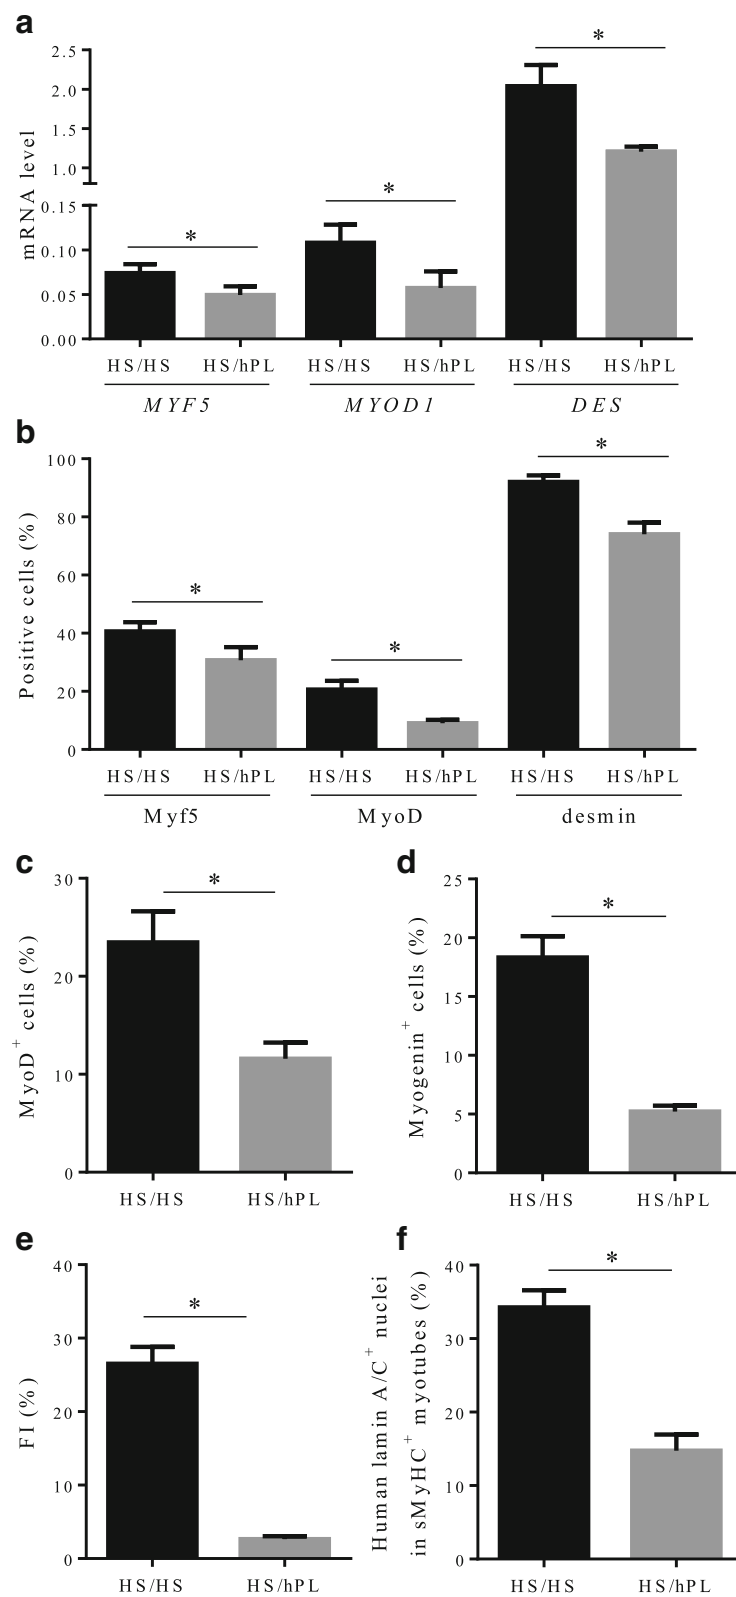 a
mRNA level
2.5
2.0
1.5
1.0
0.15
0.10
0.05
0.00
*
*
*
HS/HS HS/hPL HS/HS HS/hPL HS/HS HS/hPL
MYF5 MYOD1 DES
b
Positive cells (%)
100
80
60
40
20
0
*
*
*
HS/HS HS/hPL HS/HS HS/hPL HS/HS HS/hPL
Myf5 MyoD desmin
c
MyoD+ cells (%)
30
20
10
0
*
HS/HS HS/hPL
d
Myogenin+ cells (%)
25
20
15
10
5
0
*
HS/HS HS/hPL
e
FI (%)
40
30
20
10
0
*
HS/HS HS/hPL
f
Human lamin A/C+ nuclei
in sMyHC+ myotubes (%)
40
30
20
10
0
*
HS/HS HS/hPL